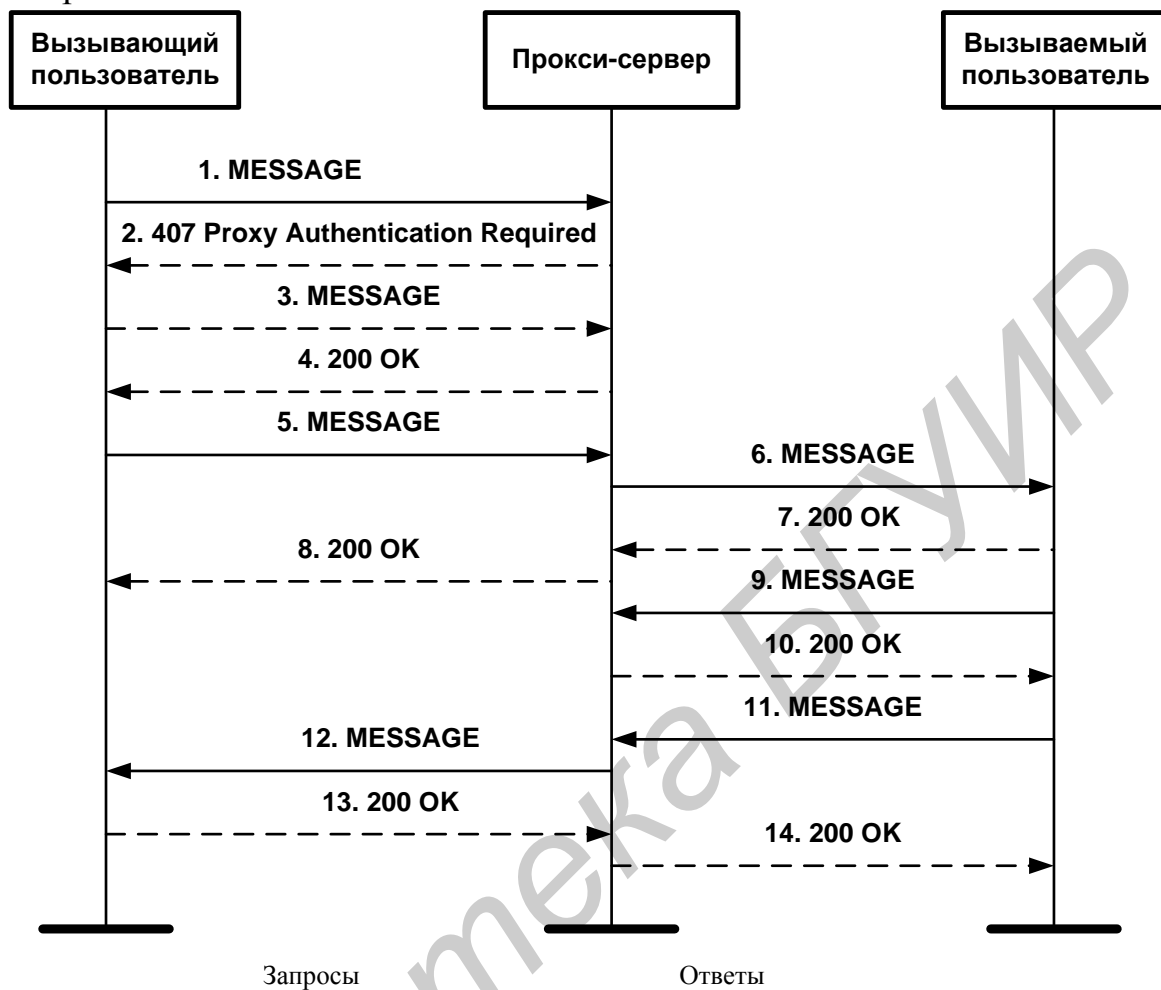 Вызывающий
пользователь
Прокси-сервер
Вызываемый
пользователь
1. MESSAGE
2. 407 Proxy Authentication Required
3. MESSAGE
4. 200 OK
5. MESSAGE
6. MESSAGE
7. 200 OK
8. 200 OK
9. MESSAGE
10. 200 OK
11. MESSAGE
12. MESSAGE
13. 200 OK
14. 200 OK
Запросы
Ответы
тека БГУИР